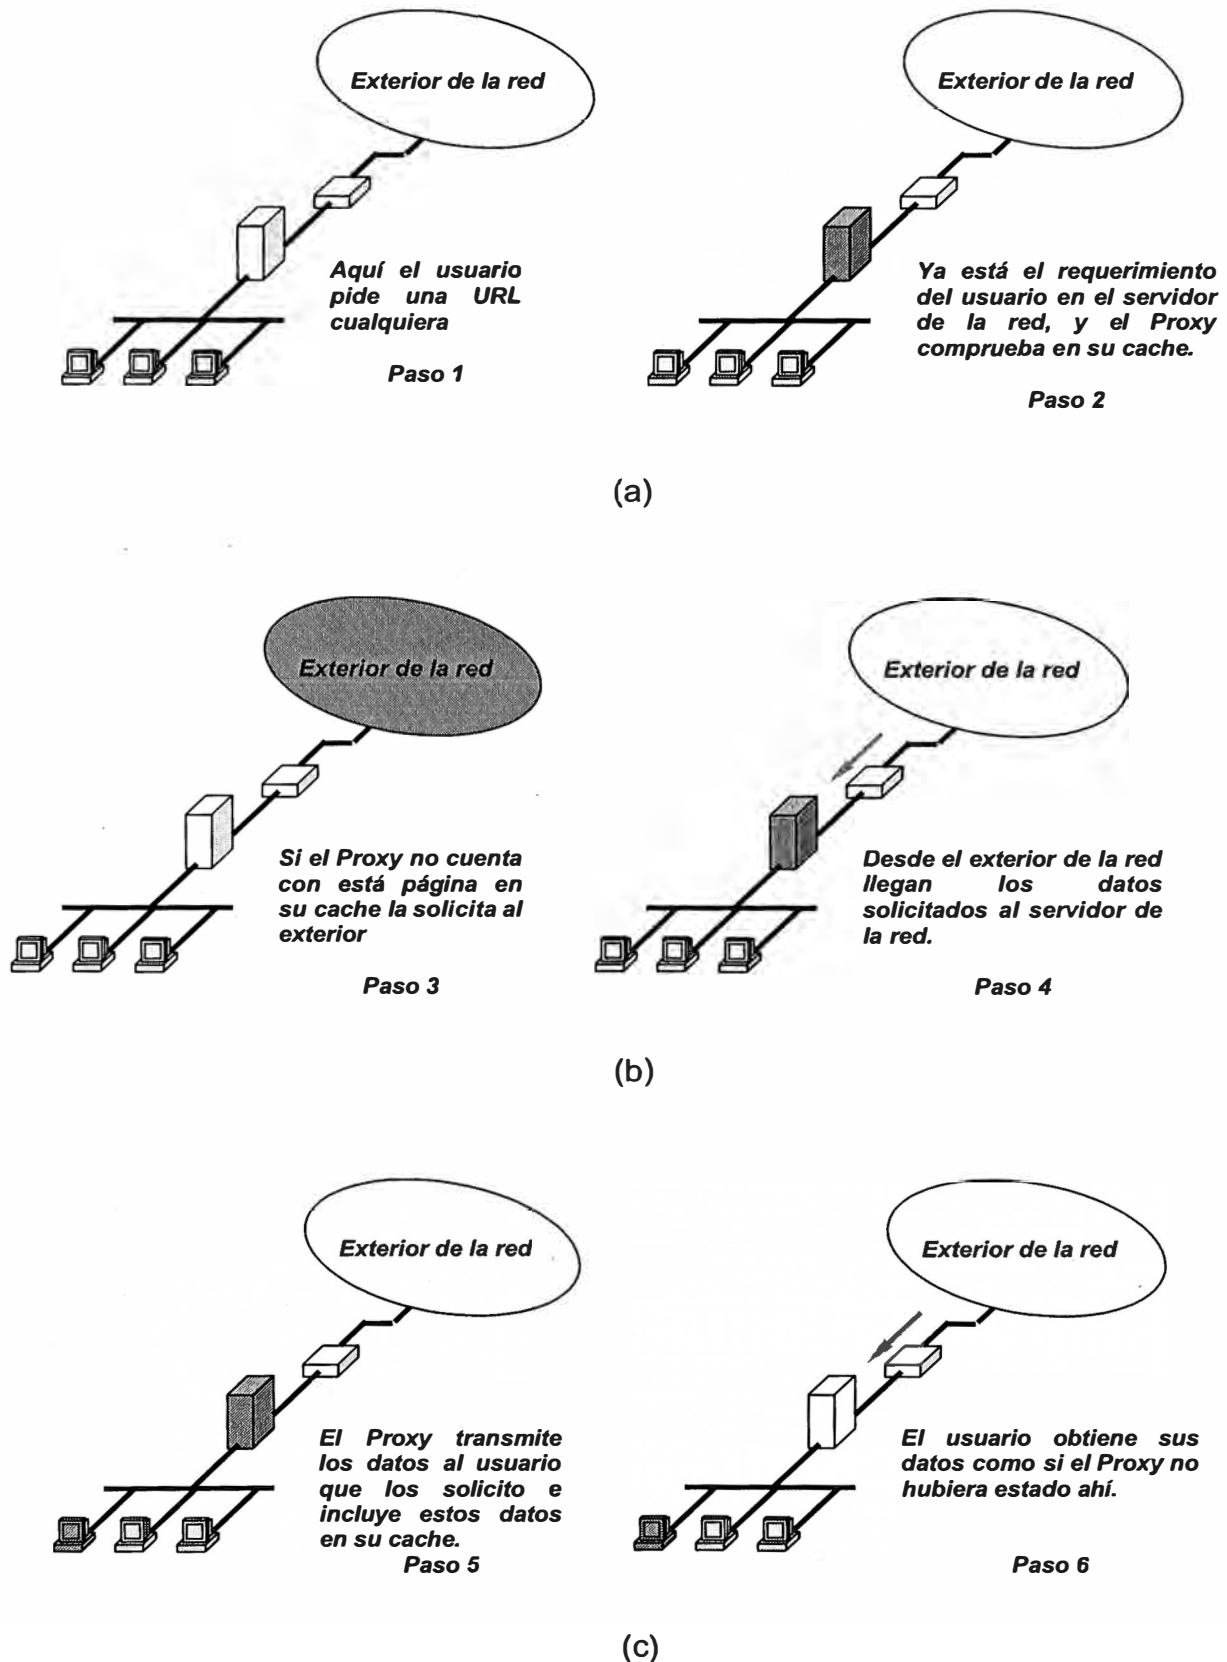 Exterior de la red
Aquí el usuario
pide una URL
cualquiera
Paso 1
Exterior de la red
Ya está el requerimiento
del usuario en el servidor
de la red, y el Proxy
comprueba en su cache.
Paso 2
(a)
Exterior de la red
Si el Proxy no cuenta
con está página en
su cache la solicita al
exterior
Paso 3
Exterior de la red
Desde el exterior de la red
llegan los datos
solicitados al servidor de
la red.
Paso 4
(b)
Exterior de la red
El Proxy transmite
los datos al usuario
que los solicito e
incluye estos datos
en su cache.
Paso 5
Exterior de la red
El usuario obtiene sus
datos como si el Proxy no
hubiera estado ahí.
Paso 6
(c)